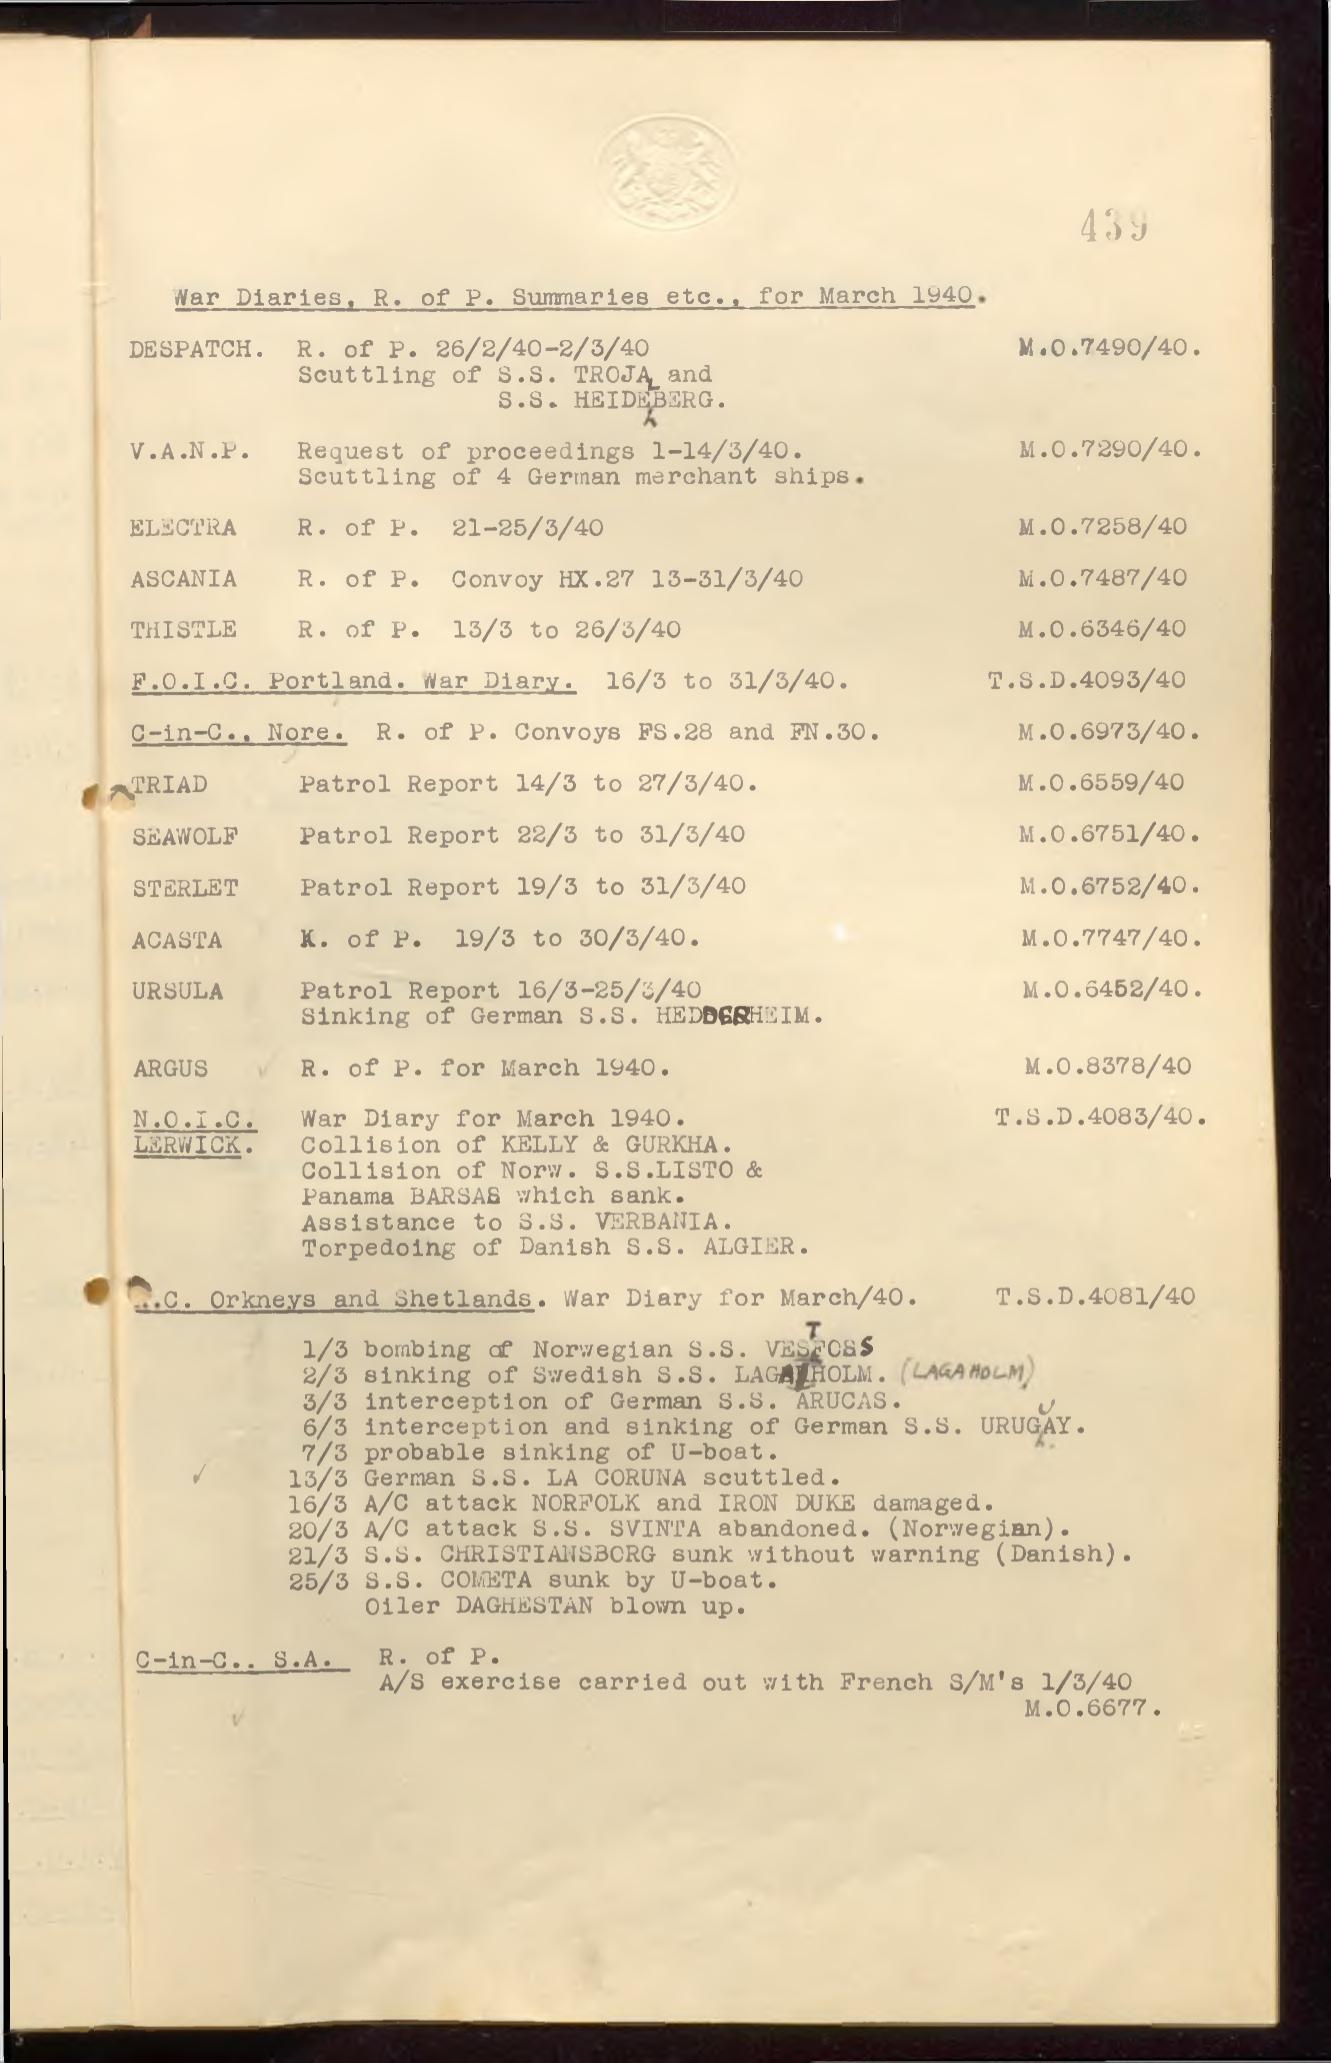 439
War Diaries, R. of P. Summaries etc., for March 1940.
DESPATCH. R. of P. 26/2/40-2/3/40 M.O.7490/40.
Scuttling of S.S. TROJA and
S.S. HEIDELBERG.
V.A.N.P. Request of proceedings 1-14/3/40. M.O.7290/40.
Scuttling of 4 German merchant ships.
ELECTRA R. of P. 21-25/3/40 M.O.7258/40
ASCANIA R. of P. Convoy HX.27 13-31/3/40 M.O.7487/40
THISTLE R. of P. 13/3 to 26/3/40 M.O.6346/40
F.O.I.C. Portland. War Diary. 16/3 to 31/3/40. T.S.D.4093/40
C-in-C., Nore. R. of P. Convoys FS.28 and FN.30. M.O.6973/40.
TRIAD Patrol Report 14/3 to 27/3/40. M.O.6559/40
SEAWOLF Patrol Report 22/3 to 31/3/40 M.O.6751/40.
STERLET Patrol Report 19/3 to 31/3/40 M.O.6752/40.
ACASTA R. of P. 19/3 to 30/3/40. M.O.7747/40.
URSULA Patrol Report 16/3-25/3/40 M.O.6452/40.
Sinking of German S.S. HEDDERHEIM.
ARGUS R. of P. for March 1940. M.O.8378/40
N.O.I.C. War Diary for March 1940. T.S.D.4083/40.
LERWICK. Collision of KELLY & GURKHA.
Collision of Norw. S.S.LISTO &
Panama BARSAS which sank.
Assistance to S.S. VERBANIA.
Torpedoing of Danish S.S. ALGIER.
.C. Orkneys and Shetlands. War Diary for March/40. T.S.D.4081/40
1/3 bombing of Norwegian S.S. VESTFOSS
2/3 sinking of Swedish S.S. LAGAHOLM. (LAGAHOLM)
3/3 interception of German S.S. ARUCAS.
6/3 interception and sinking of German S.S. URUGUAY.
7/3 probable sinking of U-boat.
13/3 German S.S. LA CORUNA scuttled.
16/3 A/C attack NORFOLK and IRON DUKE damaged.
20/3 A/C attack S.S. SVINTA abandoned. (Norwegian).
21/3 S.S. CHRISTIANSBORG sunk without warning (Danish).
25/3 S.S. COMETA sunk by U-boat.
Oiler DAGHESTAN blown up.
C-in-C.. S.A. R. of P.
A/S exercise carried out with French S/M's 1/3/40
M.O.6677.